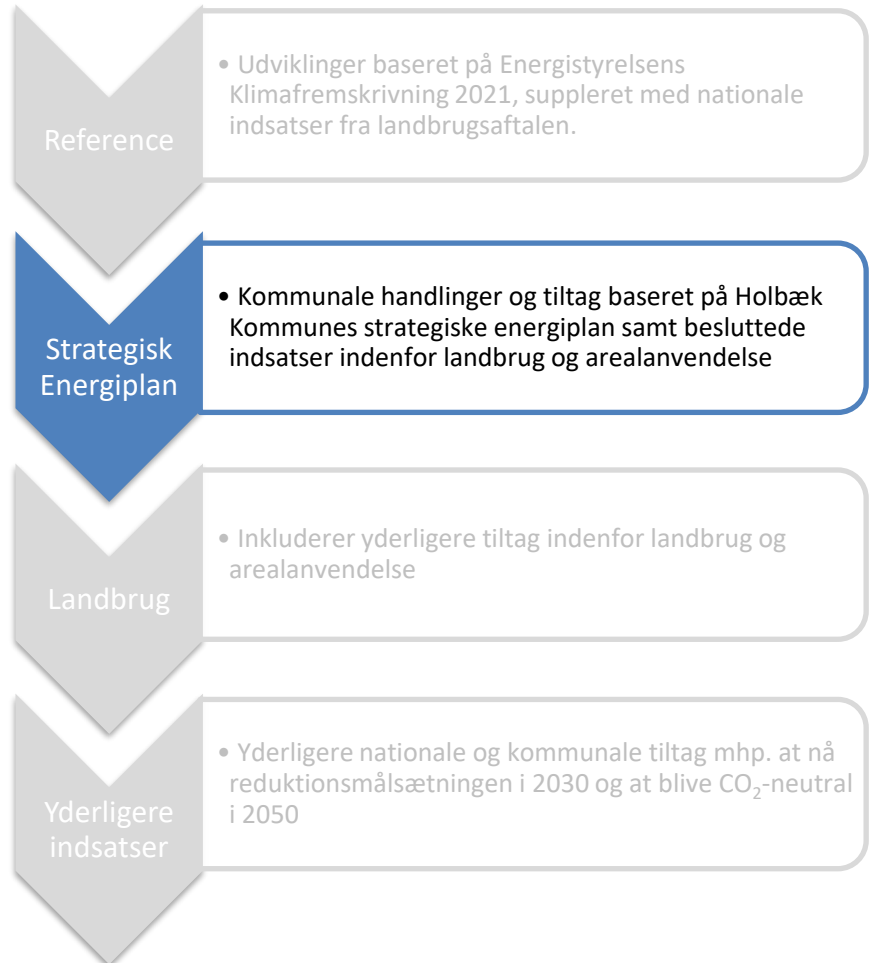 Reference
• Udviklinger baseret på Energistyrelsens
Klimafremskrivning 2021, suppleret med nationale
indsatser fra landbrugsaftalen.
Strategisk
Energiplan
• Kommunale handlinger og tiltag baseret på Holbæk
Kommunes strategiske energiplan samt besluttede
indsatser indenfor landbrug og arealanvendelse
Landbrug
• Inkluderer yderligere tiltag indenfor landbrug og
arealanvendelse
Yderligere
indsatser
• Yderligere nationale og kommunale tiltag mhp. at nå
reduktionsmålsætningen i 2030 og at blive CO₂-neutral
i 2050